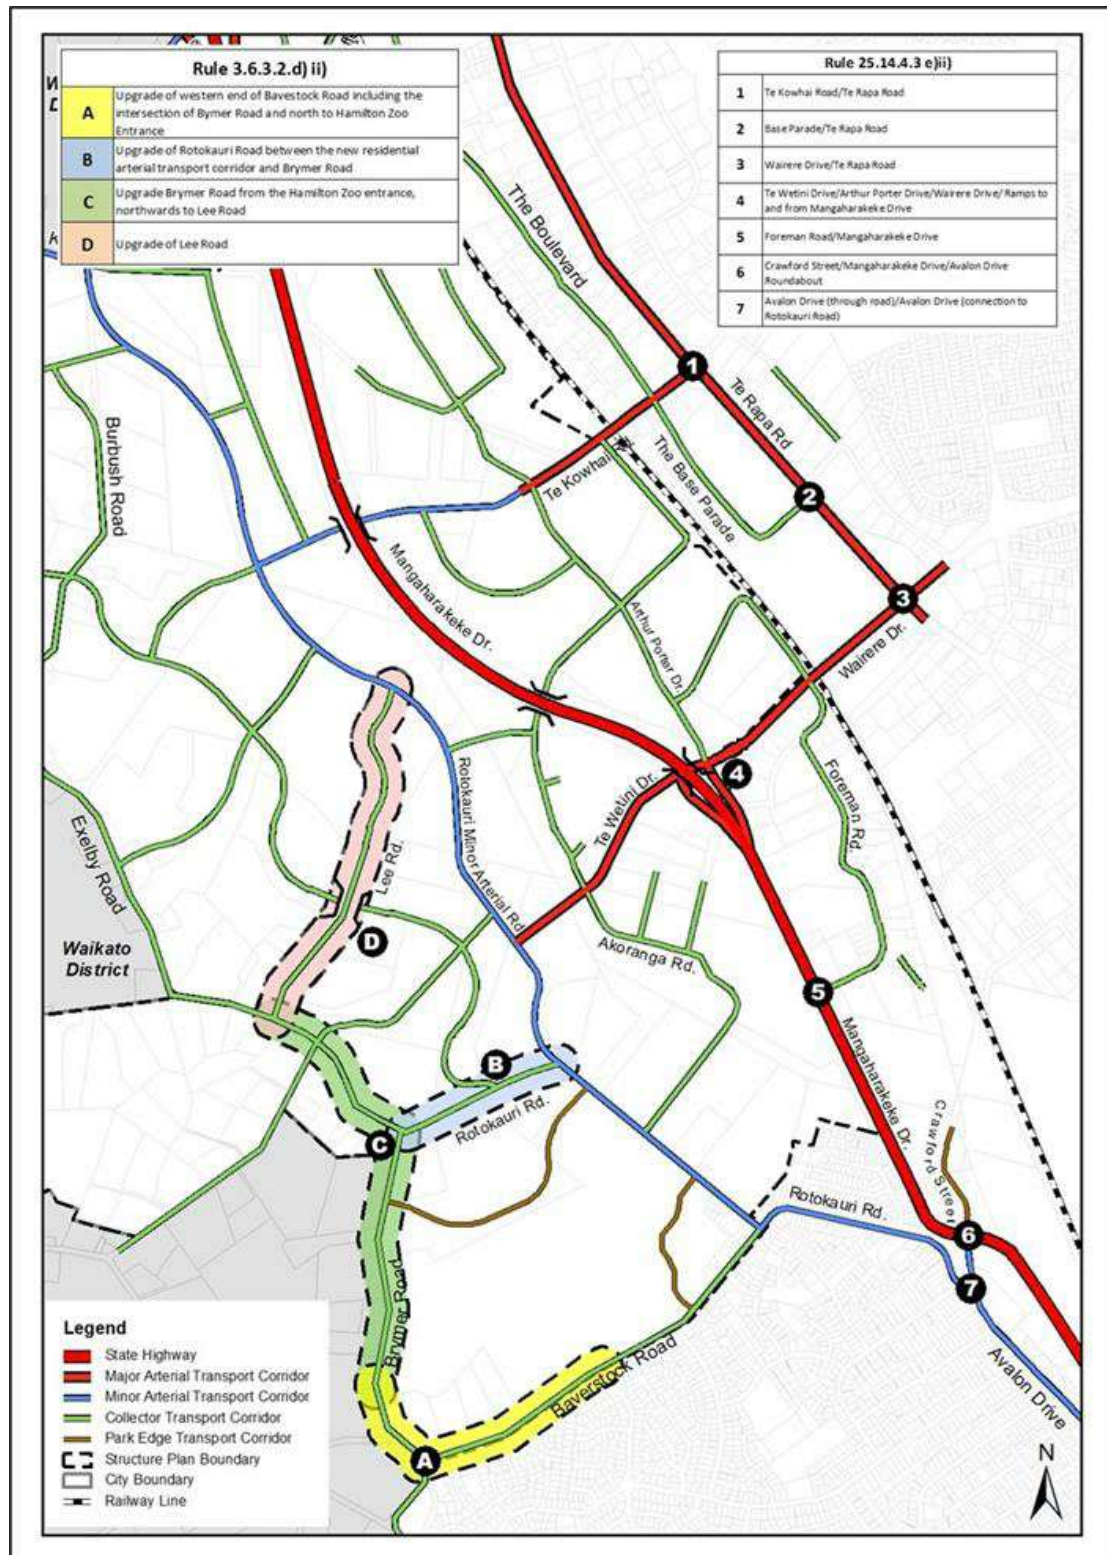 Rule 3.6.3.2.d) ii)
A
Upgrade of western end of Bavestock Road including the
intersection of Bymer Road and north to Hamilton Zoo
Entrance
B
Upgrade of Rotokauri Road between the new residential
arterial transport corridor and Brymer Road
C
Upgrade Brymer Road from the Hamilton Zoo entrance,
northwards to Lee Road
D
Upgrade of Lee Road
Rule 25.14.4.3 e)ii)
1
Te Kowhai Road/Te Rapa Road
2
Base Parade/Te Rapa Road
3
Wairere Drive/Te Rapa Road
4
Te Wetini Drive/Arthur Porter Drive/Wairere Drive/ Ramps to
and from Mangaharakeke Drive
5
Foreman Road/Mangaharakeke Drive
6
Crawford Street/Mangaharakeke Drive/Avalon Drive
Roundabout
7
Avalon Drive (through road)/Avalon Drive (connection to
Rotokauri Road)
The Boulevard
1
Te Rapa Rd
Burbush Road
Te Kowhai
The Base Parade
2
Mangaharakeke Dr.
3
Arthur Porter Dr.
Wairere Dr.
4
Te Wetini Dr.
Rotokauri Minor Arterial Rd
Foreman Rd.
Exelby Road
Lee Rd.
D
Waikato
District
Akoranga Rd.
5
Mangaharakeke Dr.
B
Rotokauri Rd.
C
Crawford Street
Rotokauri Rd.
6
7
Brymer Road
Baverstock Road
Avalon Drive
A
N
Legend
State Highway
Major Arterial Transport Corridor
Minor Arterial Transport Corridor
Collector Transport Corridor
Park Edge Transport Corridor
Structure Plan Boundary
City Boundary
Railway Line